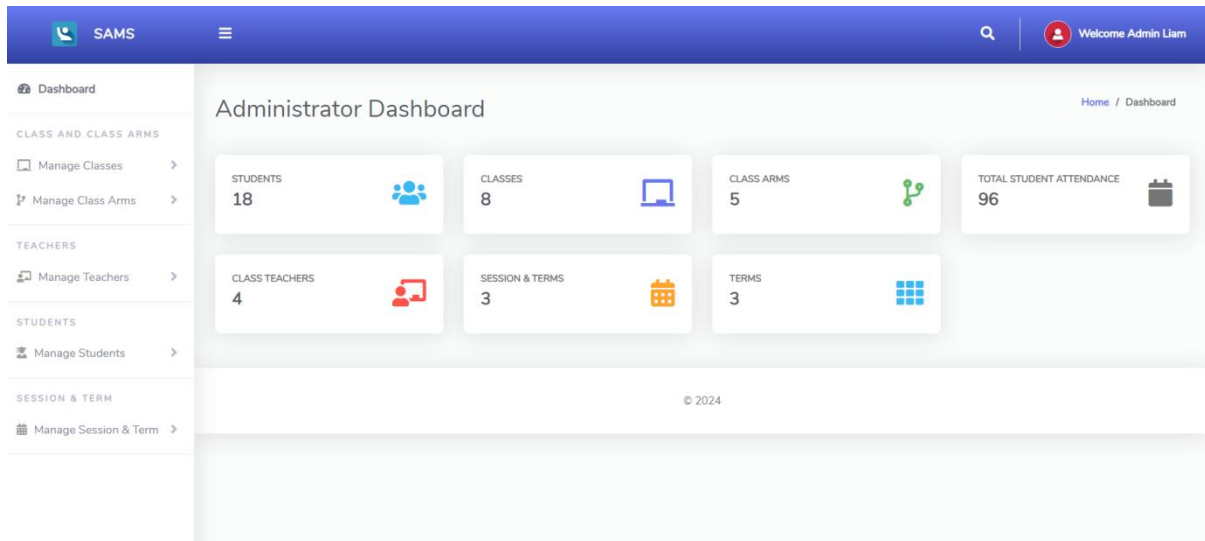 SAMS
Welcome Admin Liam
Dashboard
CLASS AND CLASS ARMS
Manage Classes
Manage Class Arms
TEACHERS
Manage Teachers
STUDENTS
Manage Students
SESSION & TERM
Manage Session & Term
Administrator Dashboard
Home / Dashboard
STUDENTS
18
CLASSES
8
CLASS ARMS
5
TOTAL STUDENT ATTENDANCE
96
CLASS TEACHERS
4
SESSION & TERMS
3
TERMS
3
© 2024